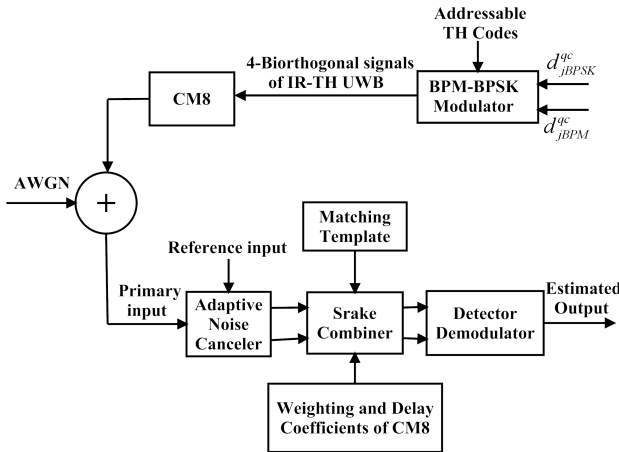 Addressable
TH Codes
4-Biorthogonal signals
of IR-TH UWB
CM8
BPM-BPSK
Modulator
d_{jBPSK}^{qc}
d_{jBPM}^{qc}
AWGN
+
Matching
Template
Reference input
Primary
input
Adaptive
Noise
Canceler
Srake
Combiner
Detector
Demodulator
Estimated
Output
Weighting and Delay
Coefficients of CM8